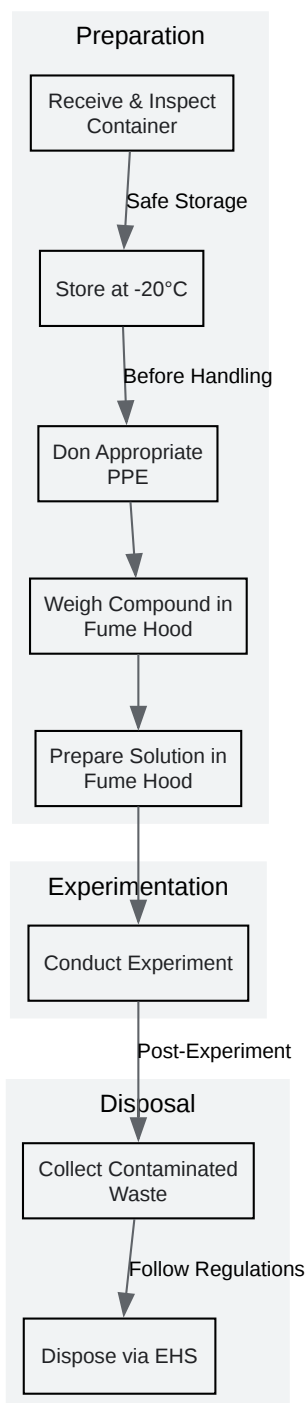 Preparation
Receive & Inspect
Container
Safe Storage
Store at -20°C
Before Handling
Don Appropriate
PPE
Weigh Compound in
Fume Hood
Prepare Solution in
Fume Hood
Experimentation
Conduct Experiment
Post-Experiment
Disposal
Collect Contaminated
Waste
Follow Regulations
Dispose via EHS